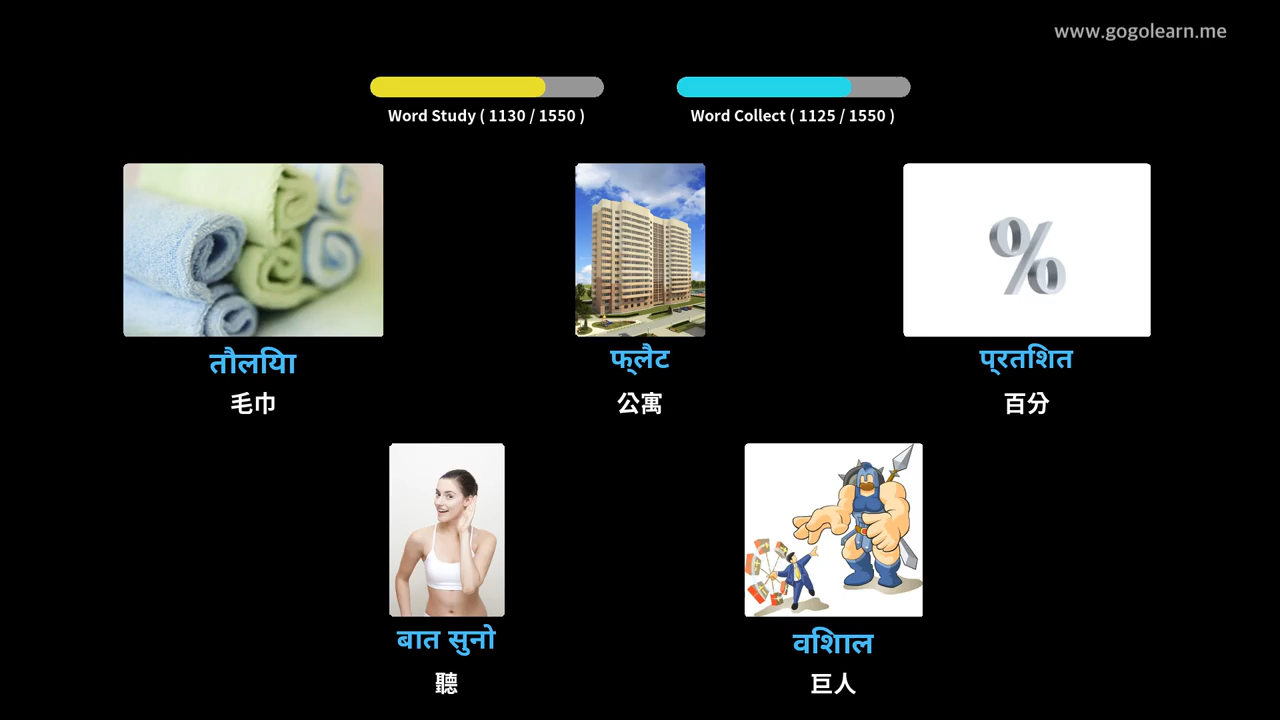 www.gogolearn.me
Word Study ( 1130 / 1550 )
Word Collect ( 1125 / 1550 )
तौलिया
फ्लैट
प्रतिशत
毛巾
公寓
百分
बात सुनो
विशाल
聽
巨人